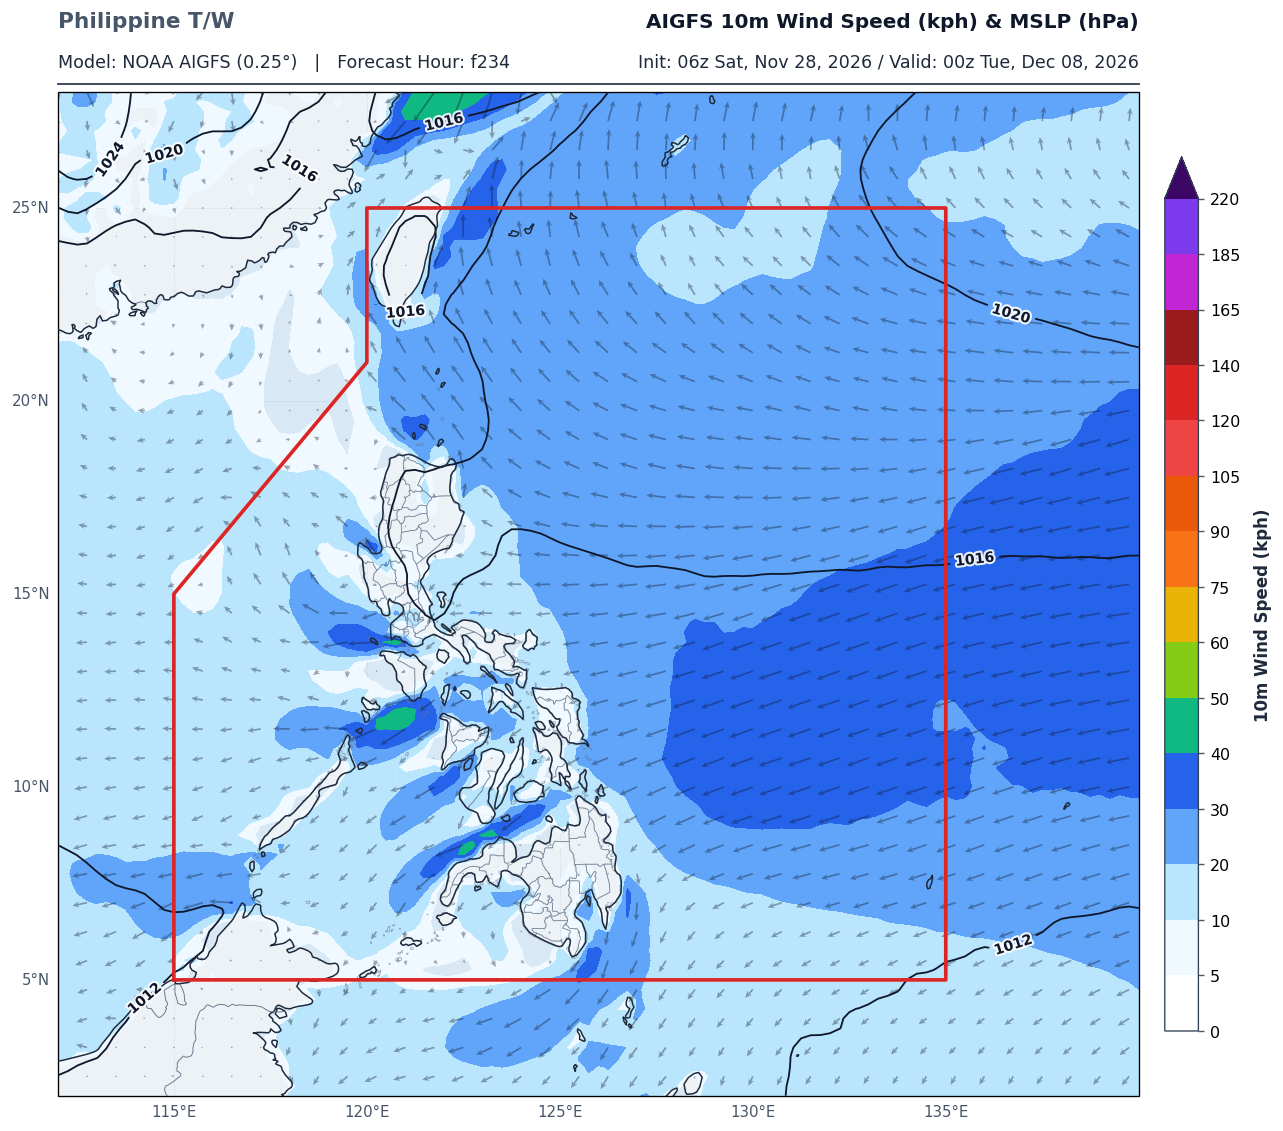 Philippine T/W
AIGFS 10m Wind Speed (kph) & MSLP (hPa)
Model: NOAA AIGFS (0.25°) | Forecast Hour: f234
Init: 06z Sat, Nov 28, 2026 / Valid: 00z Tue, Dec 08, 2026
1024
1020
1016
1016
1016
1020
1016
1012
1012
25°N
20°N
15°N
10°N
5°N
115°E
120°E
125°E
130°E
135°E
220
185
165
140
120
105
90
75
60
50
40
30
20
10
5
0
10m Wind Speed (kph)